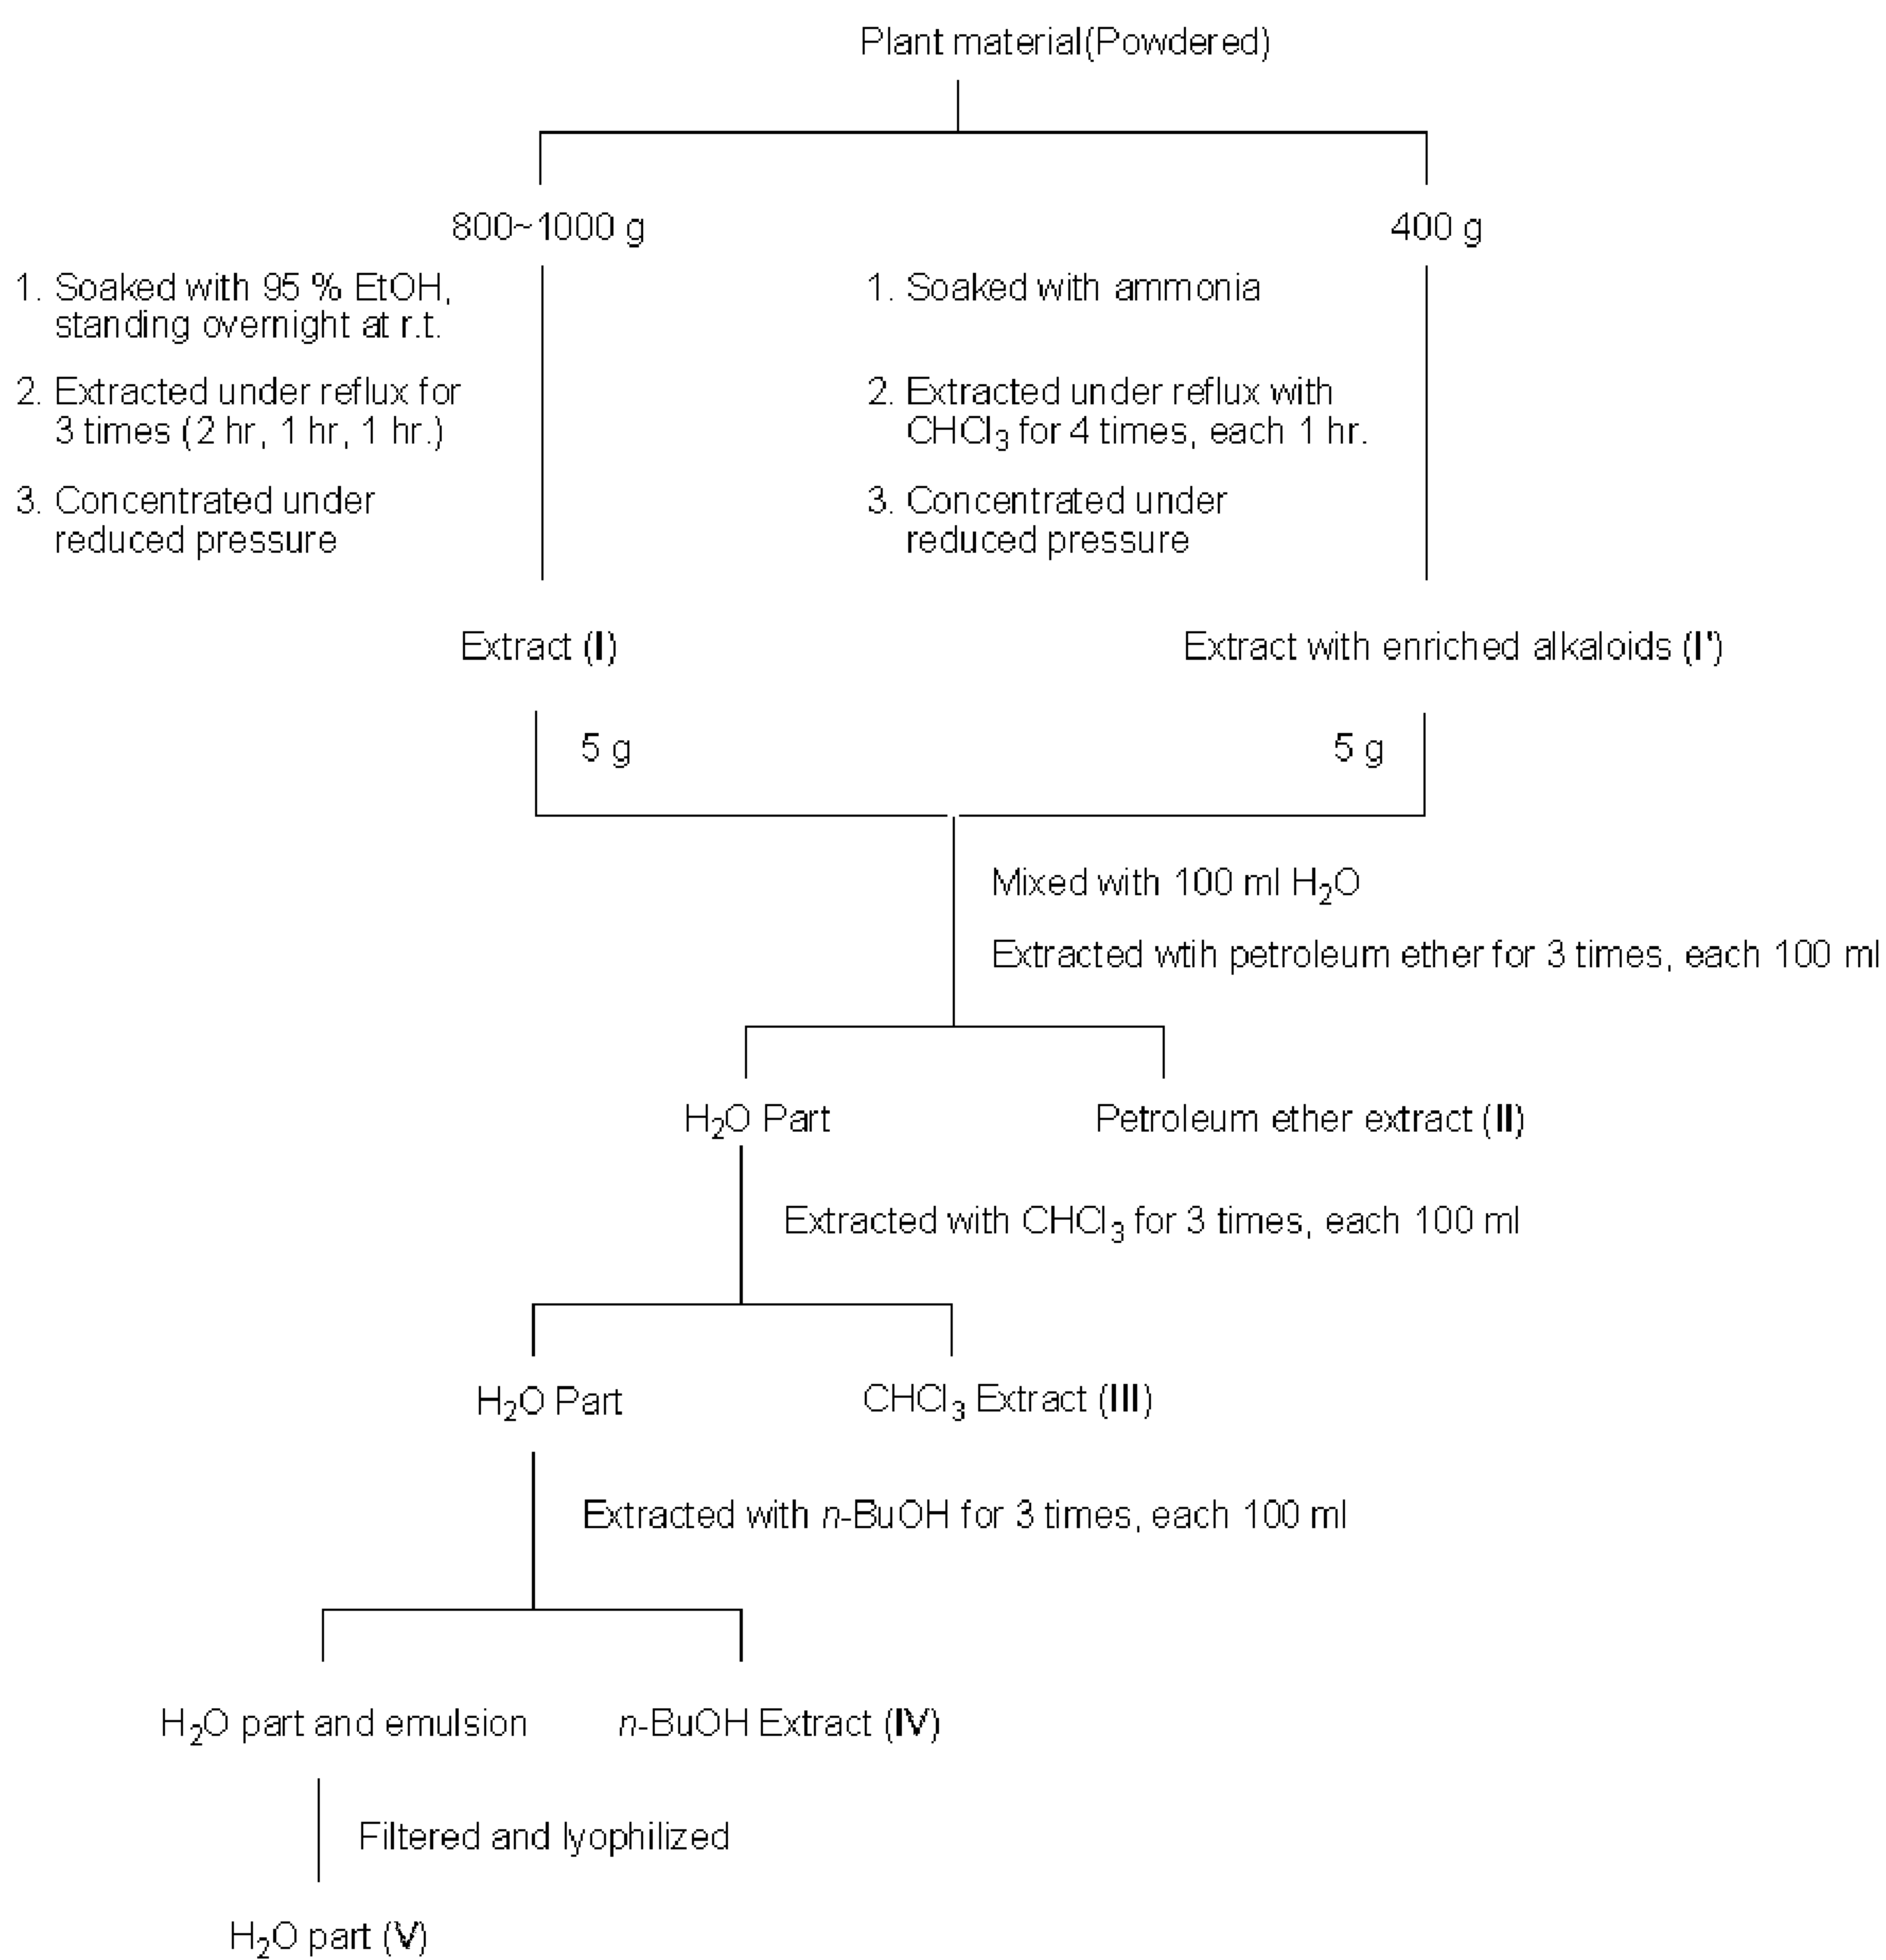 Plant material(Powdered)
800~1000 g
400 g
1. Soaked with 95 % EtOH,
standing overnight at r.t.
2. Extracted under reflux for
3 times (2 hr, 1 hr, 1 hr.)
3. Concentrated under
reduced pressure
1. Soaked with ammonia
2. Extracted under reflux with
CHCl3 for 4 times, each 1 hr.
3. Concentrated under
reduced pressure
Extract (I)
Extract with enriched alkaloids (I')
5 g
5 g
Mixed with 100 ml H2O
Extracted wtih petroleum ether for 3 times, each 100 ml
H2O Part
Petroleum ether extract (II)
Extracted with CHCl3 for 3 times, each 100 ml
H2O Part
CHCl3 Extract (III)
Extracted with n-BuOH for 3 times, each 100 ml
H2O part and emulsion
n-BuOH Extract (IV)
Filtered and lyophilized
H2O part (V)